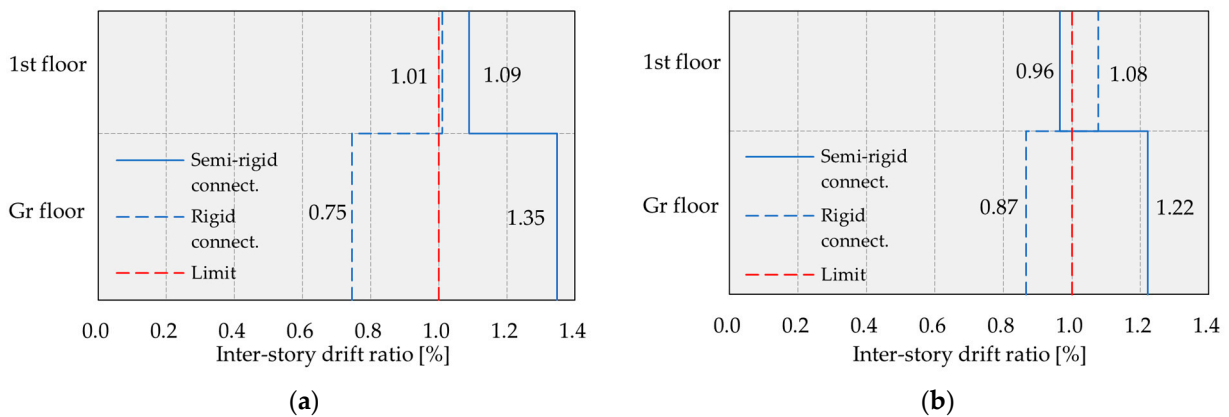 1st floor
1.01
1.09
Semi-rigid
connect.
Gr floor
Rigid
connect.
0.75
1.35
Limit
0.0 0.2 0.4 0.6 0.8 1.0 1.2 1.4
Inter-story drift ratio [%]
(a)
1st floor
0.96
1.08
Semi-rigid
connect.
Gr floor
Rigid
connect.
0.87
1.22
Limit
0.0 0.2 0.4 0.6 0.8 1.0 1.2 1.4
Inter-story drift ratio [%]
(b)